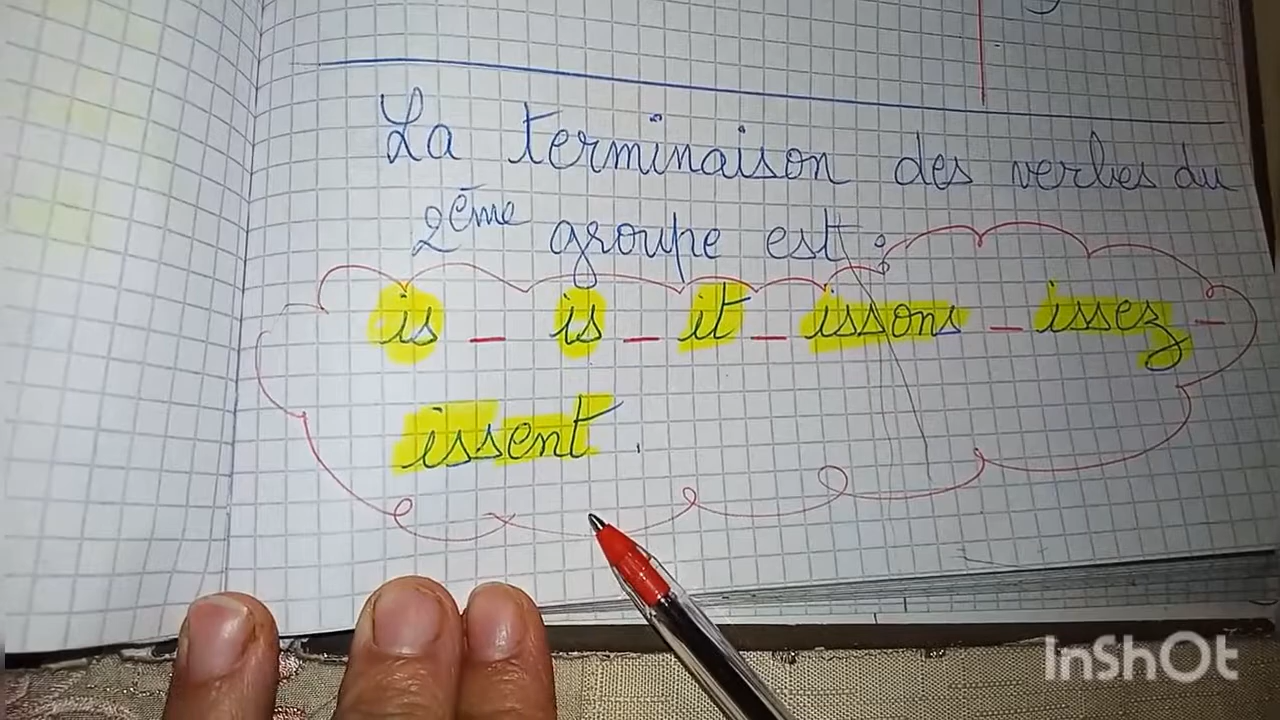 La terminaison des verbes du
2ème groupe est :
is _ is _ it _ issons _ issez _
issent .
InShOt